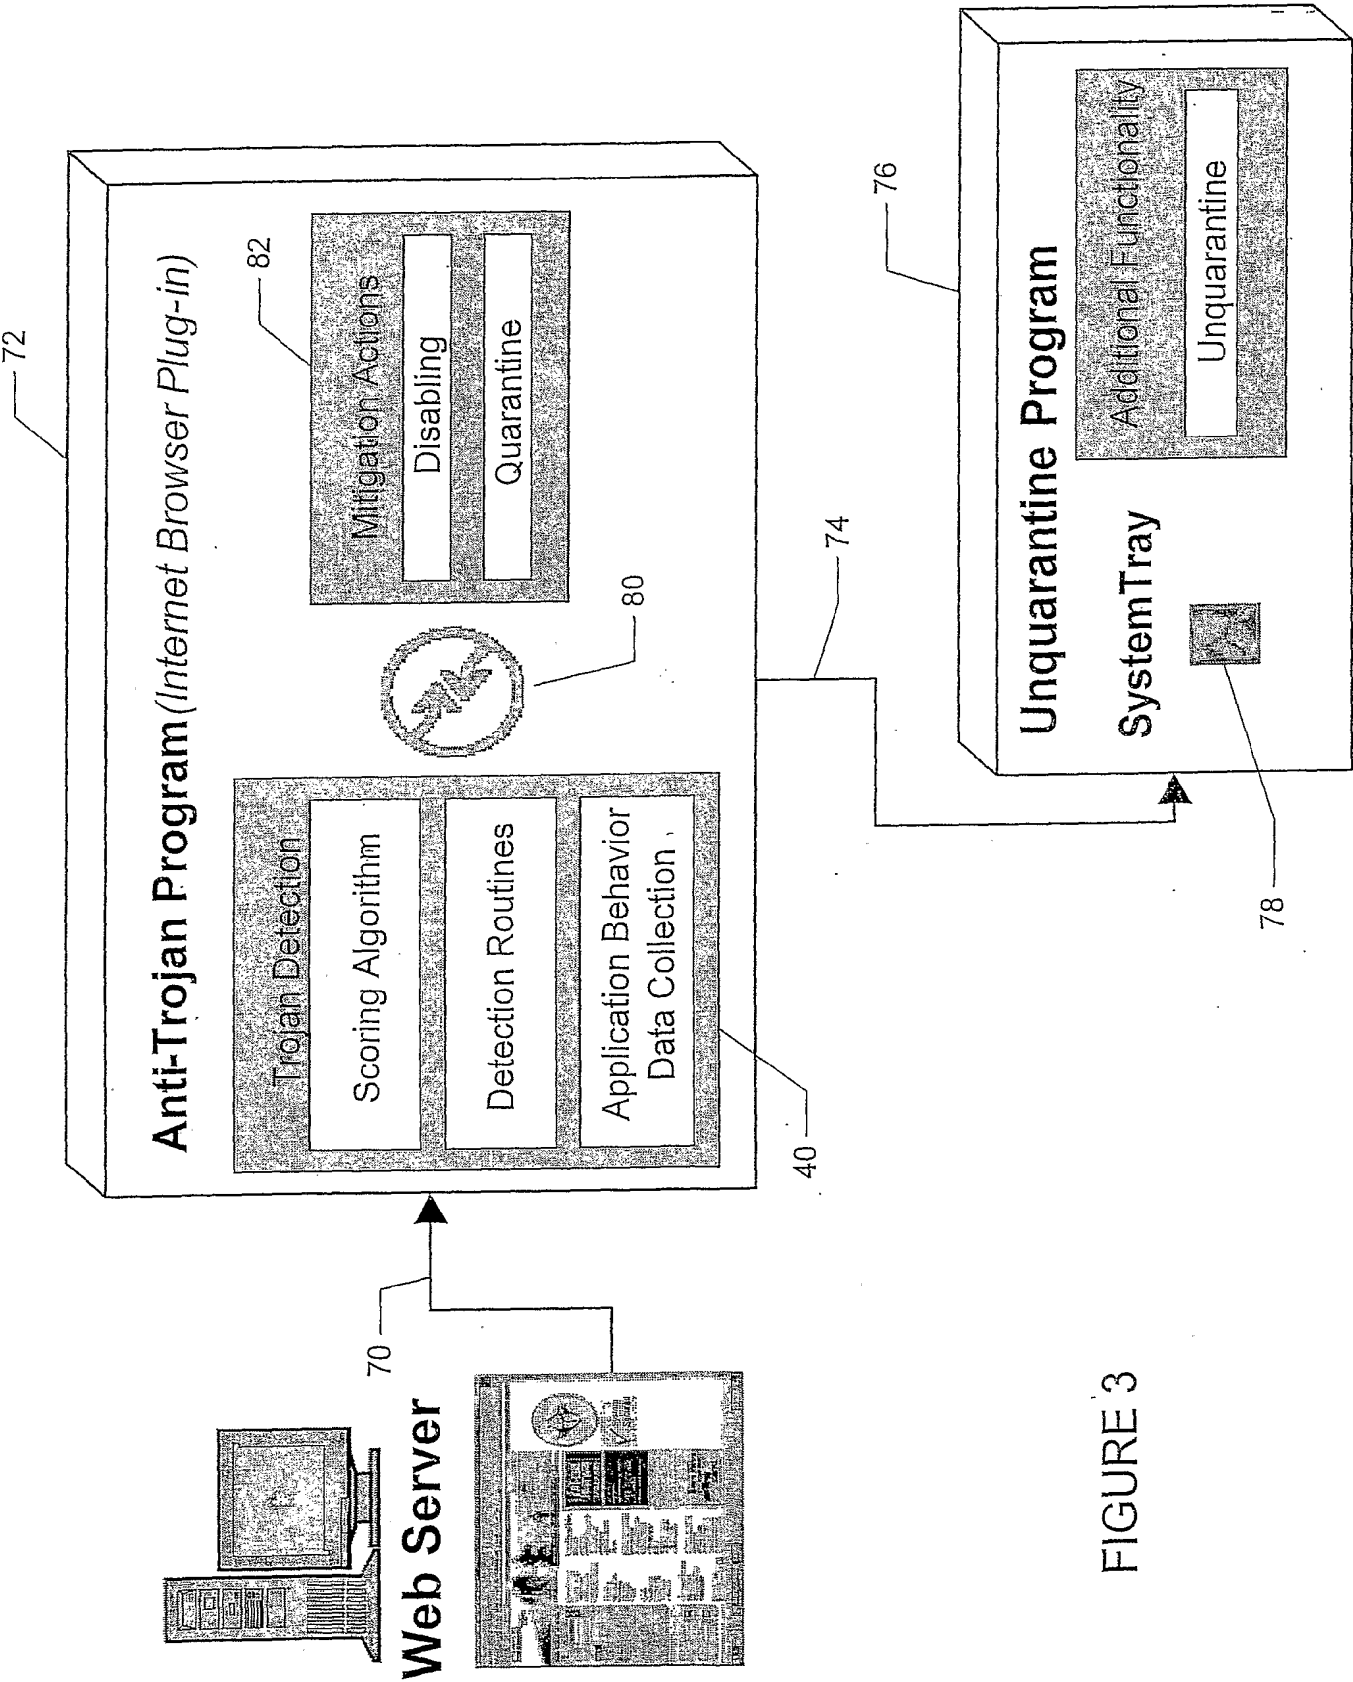 72
Anti-Trojan Program (Internet Browser Plug-in)
82
Trojan Detection
Scoring Algorithm
Detection Routines
Application Behavior
Data Collection
40
80
Mitigation Actions
Disabling
Quarantine
70
Web Server
74
76
Unquarantine Program
SystemTray
78
Additional Functionality
Unquarantine
FIGURE 3